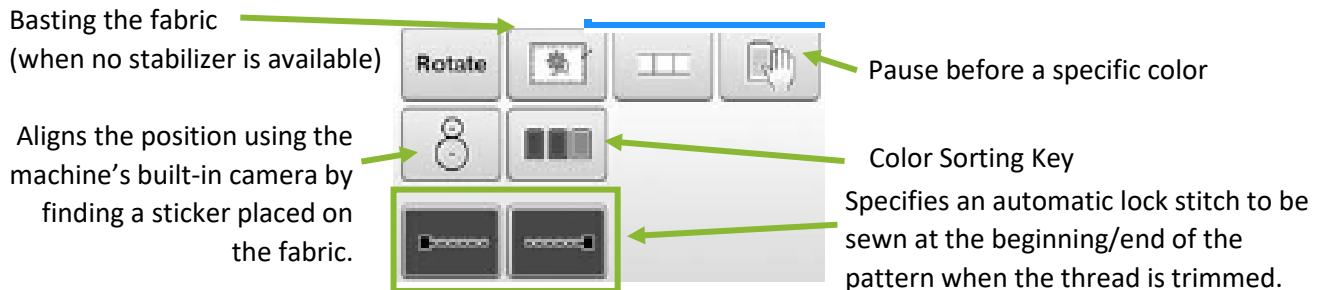 Basting the fabric
(when no stabilizer is available)
Rotate
Pause before a specific color
Aligns the position using the
machine’s built-in camera by
finding a sticker placed on
the fabric.
Color Sorting Key
Specifies an automatic lock stitch to be
sewn at the beginning/end of the
pattern when the thread is trimmed.